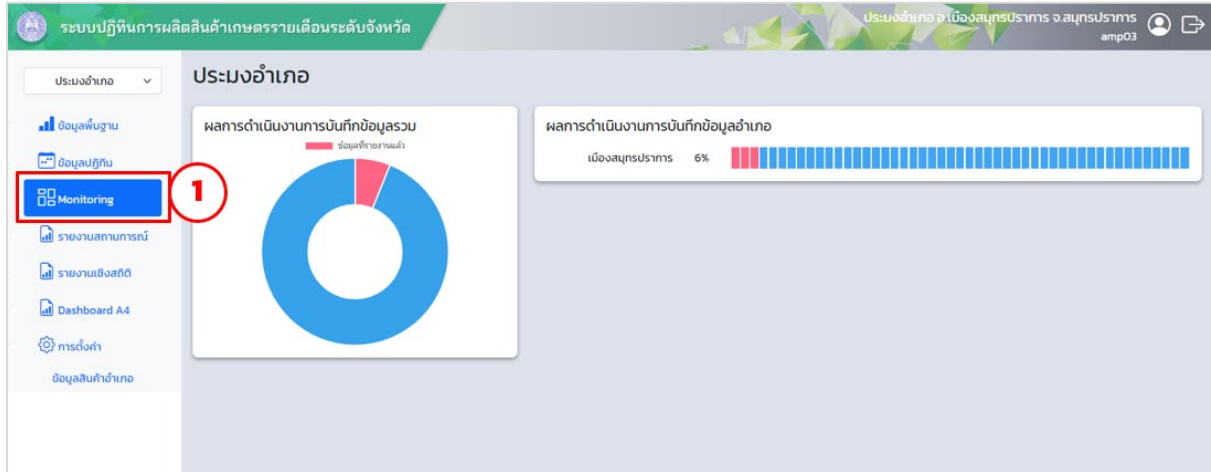 ระบบปฏิทินการผลิตสินค้าเกษตรรายเดือนระดับจังหวัด
ประมงอำเภอ อ.เมืองสมุทรปราการ จ.สมุทรปราการ
amp03
ประมงอำเภอ
ประมงอำเภอ
ข้อมูลพื้นฐาน
ข้อมูลปฎิทิน
Monitoring
1
รายงานสถานการณ์
รายงานเชิงสถิติ
Dashboard A4
การตั้งค่า
ข้อมูลสินค้าอำเภอ
ผลการดำเนินงานการบันทึกข้อมูลรวม
ข้อมูลที่รายงานแล้ว
ผลการดำเนินงานการบันทึกข้อมูลอำเภอ
เมืองสมุทรปราการ 6%